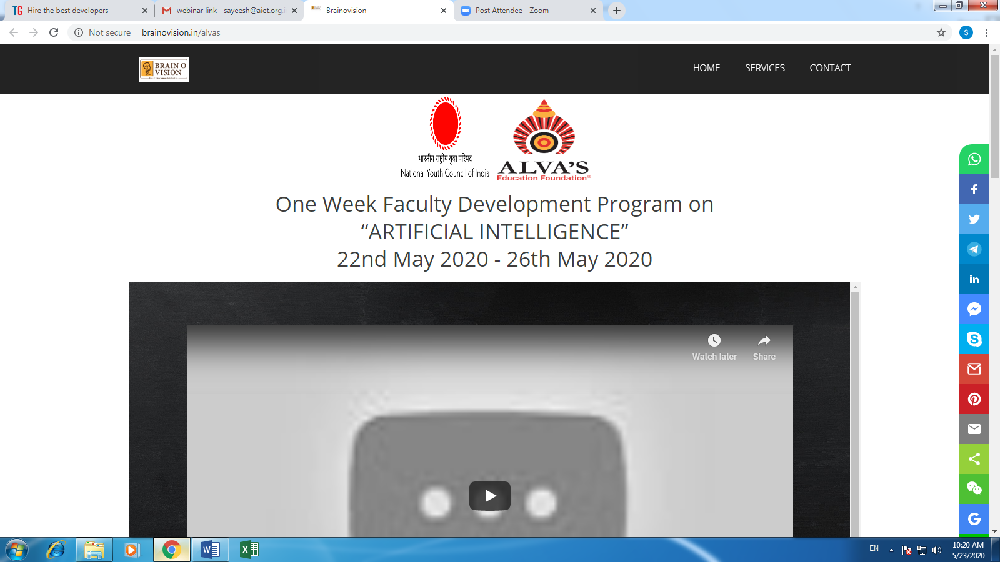 Hire the best developers
webinar link - sayeesh@aiet.org.i
Brainovision
Post Attendee - Zoom
Not secure
brainovision.in/alvas
S
BRAIN O
VISION
HOME
SERVICES
CONTACT
भारतीय राष्ट्रीय युवा परिषद
National Youth Council of India
ALVA'S
Education Foundation®
One Week Faculty Development Program on
“ARTIFICIAL INTELLIGENCE”
22nd May 2020 - 26th May 2020
Watch later
Share
EN
10:20 AM
5/23/2020